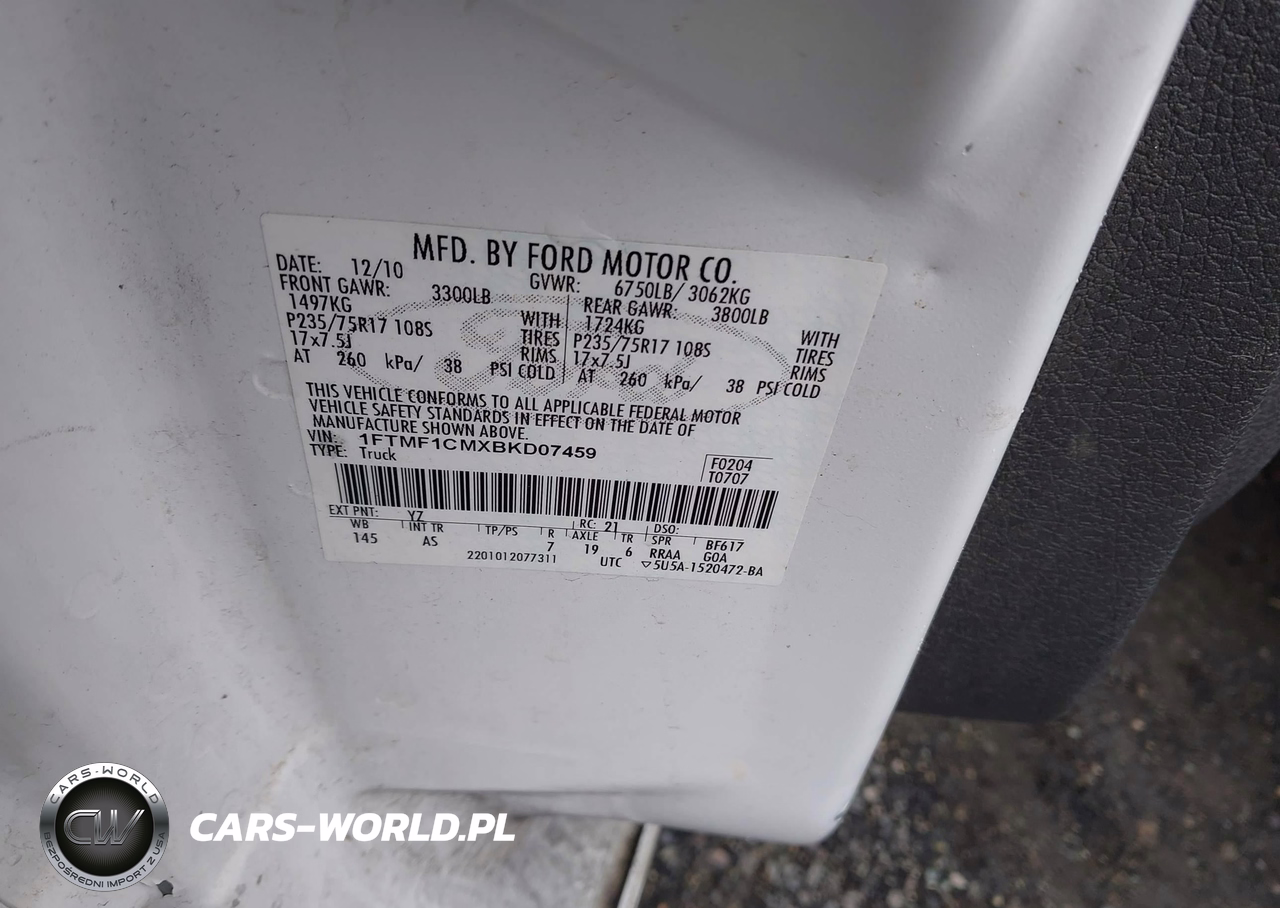 MFD. BY FORD MOTOR CO.
DATE: 12/10 GVWR: 6750LB/ 3062KG
FRONT GAWR: 3300LB REAR GAWR: 3800LB
1497KG WITH 1724KG WITH
P235/75R17 108S TIRES P235/75R17 108S TIRES
17x7.5J RIMS 17x7.5J RIMS
AT 260 kPa/ 38 PSI COLD AT 260 kPa/ 38 PSI COLD
THIS VEHICLE CONFORMS TO ALL APPLICABLE FEDERAL MOTOR
VEHICLE SAFETY STANDARDS IN EFFECT ON THE DATE OF
MANUFACTURE SHOWN ABOVE.
VIN: 1FTMF1CMXBKD07459
TYPE: Truck
F0204
T0707
EXT PNT: YZ RC: 21 DSO:
WB INT TR TP/PS R AXLE TR SPR BF617
145 AS 7 19 6 RRAA G0A
2201012077311 UTC ▽5U5A-1520472-BA
CARS-WORLD
CW
BEZPOŚREDNI IMPORT Z USA
CARS-WORLD.PL